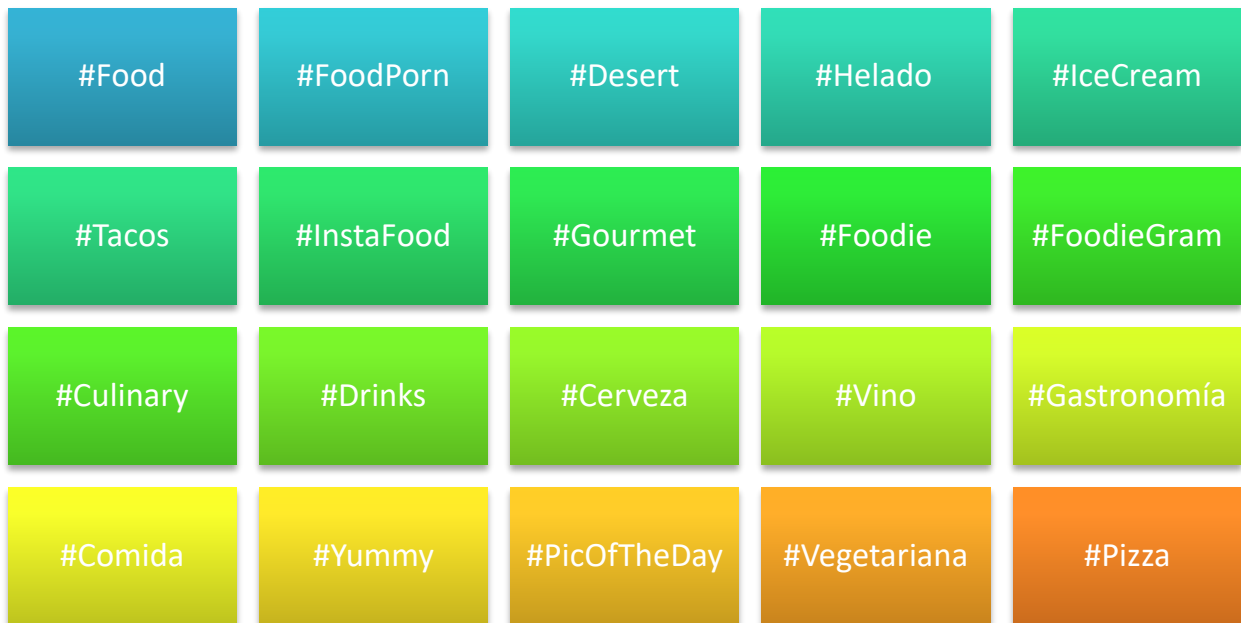 #Food
#FoodPorn
#Desert
#Helado
#IceCream
#Tacos
#InstaFood
#Gourmet
#Foodie
#FoodieGram
#Culinary
#Drinks
#Cerveza
#Vino
#Gastronomía
#Comida
#Yummy
#PicOfTheDay
#Vegetariana
#Pizza